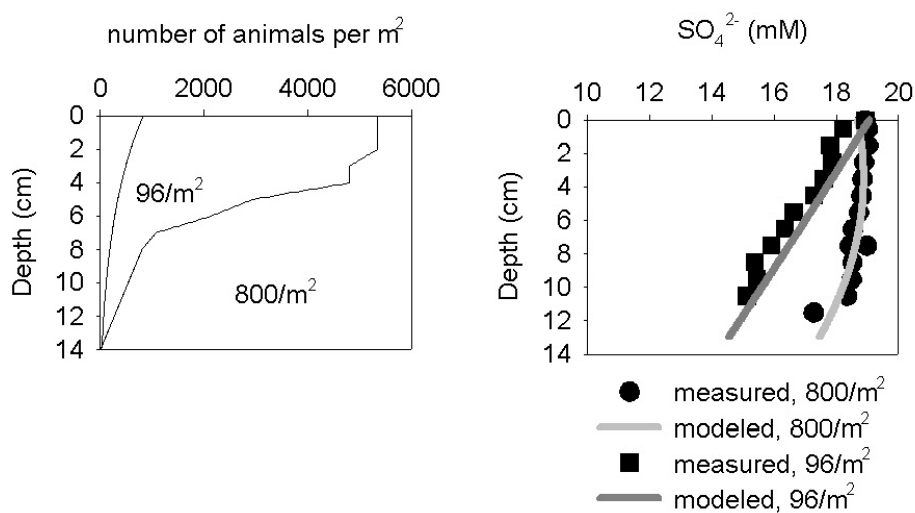 number of animals per m²
0 2000 4000 6000
0
2
4
6
8
10
12
14
Depth (cm)
96/m²
800/m²
SO₄²⁻ (mM)
10 12 14 16 18 20
0
2
4
6
8
10
12
14
Depth (cm)
measured, 800/m²
modeled, 800/m²
measured, 96/m²
modeled, 96/m²